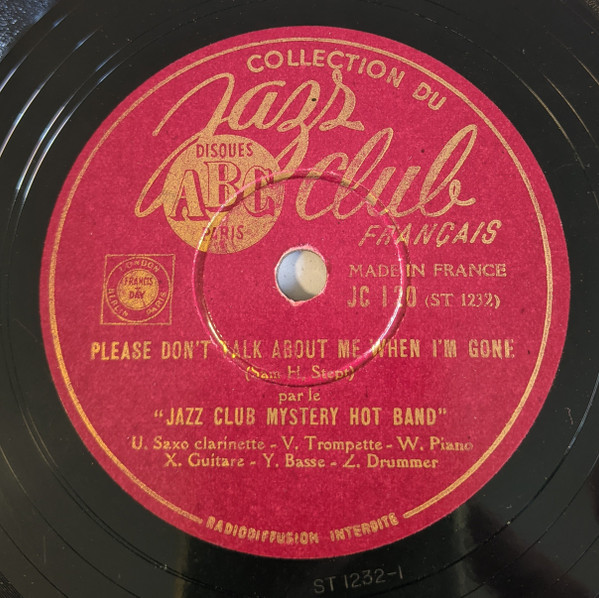 COLLECTION DU
Jazz club
FRANÇAIS
DISQUES
ABC
PARIS
MADE IN FRANCE
JC 120 (ST 1232)
LONDON
FRANCIS
DAY
BERLIN PARIS
PLEASE DON'T TALK ABOUT ME WHEN I'M GONE
(Sam H. Stept)
par le
"JAZZ CLUB MYSTERY HOT BAND"
U. Saxo clarinette - V. Trompette - W. Piano
X. Guitare - Y. Basse - Z. Drummer
RADIODIFFUSION INTERDITE
ST 1232-1